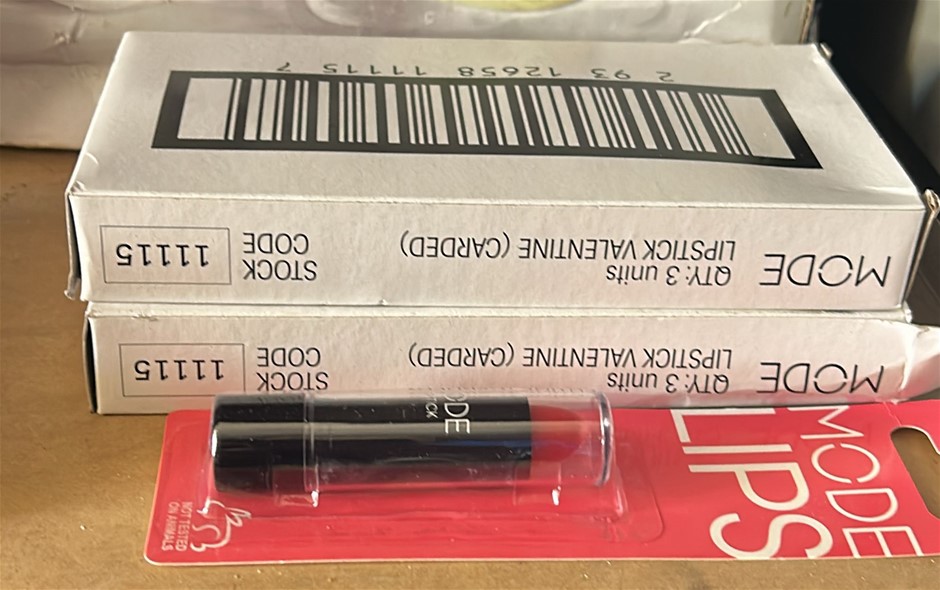 2 93 12658 11115 7
MODE
QTY: 3 units
LIPSTICK VALENTINE (CARDED)
STOCK
CODE
11115
MODE
QTY: 3 units
LIPSTICK VALENTINE (CARDED)
STOCK
CODE
11115
MODE
LIPS
NOT TESTED
ON ANIMALS